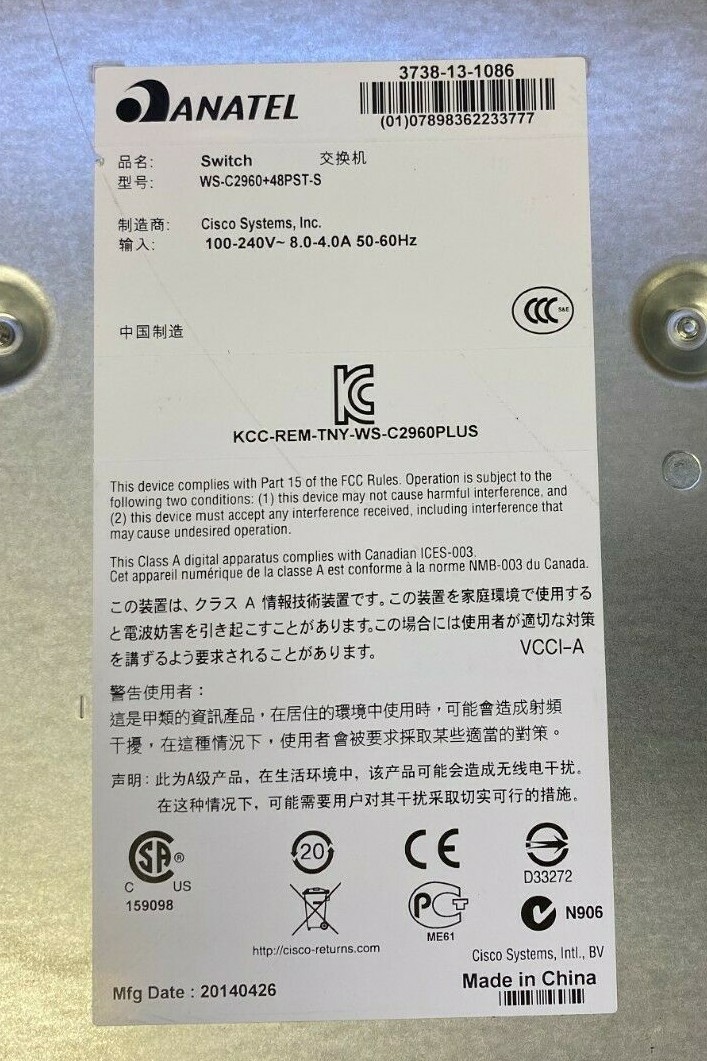 ANATEL
3738-13-1086
(01)07898362233777
品名: Switch 交换机
型号: WS-C2960+48PST-S
制造商: Cisco Systems, Inc.
输入: 100-240V~ 8.0-4.0A 50-60Hz
CCC S&E
中国制造
KC
KCC-REM-TNY-WS-C2960PLUS
This device complies with Part 15 of the FCC Rules. Operation is subject to the
following two conditions: (1) this device may not cause harmful interference, and
(2) this device must accept any interference received, including interference that
may cause undesired operation.
This Class A digital apparatus complies with Canadian ICES-003.
Cet appareil numérique de la classe A est conforme à la norme NMB-003 du Canada.
この装置は、クラス A 情報技術装置です。この装置を家庭環境で使用する
と電波妨害を引き起こすことがあります。この場合には使用者が適切な対策
を講ずるよう要求されることがあります。 VCCI-A
警告使用者：
這是甲類的資訊產品，在居住的環境中使用時，可能會造成射頻
干擾，在這種情況下，使用者會被要求採取某些適當的對策。
声明: 此为A级产品，在生活环境中，该产品可能会造成无线电干扰。
在这种情况下，可能需要用户对其干扰采取切实可行的措施。
SA ®
C US
159098
20
CE
D33272
PCT
ME61
N906
http://cisco-returns.com
Cisco Systems, Intl., BV
Mfg Date : 20140426
Made in China